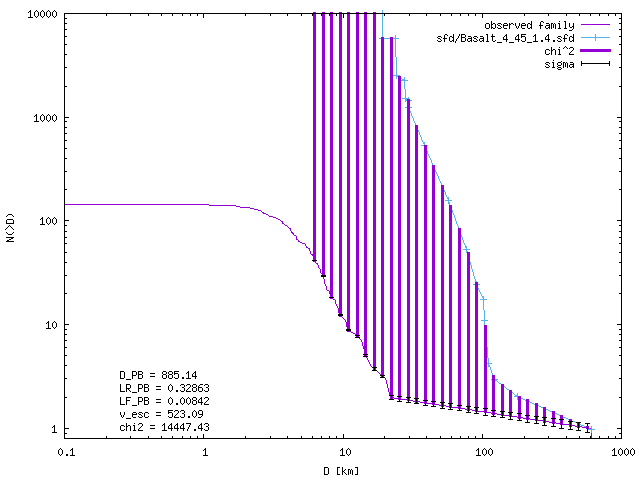 10000
1000
100
10
1
N(>D)
observed family
sfd/Basalt_4_45_1.4.sfd
chi^2
sigma
D_PB = 885.14
LR_PB = 0.32863
LF_PB = 0.00842
v_esc = 523.09
chi2 = 14447.43
0.1 1 10 100 1000
D [km]